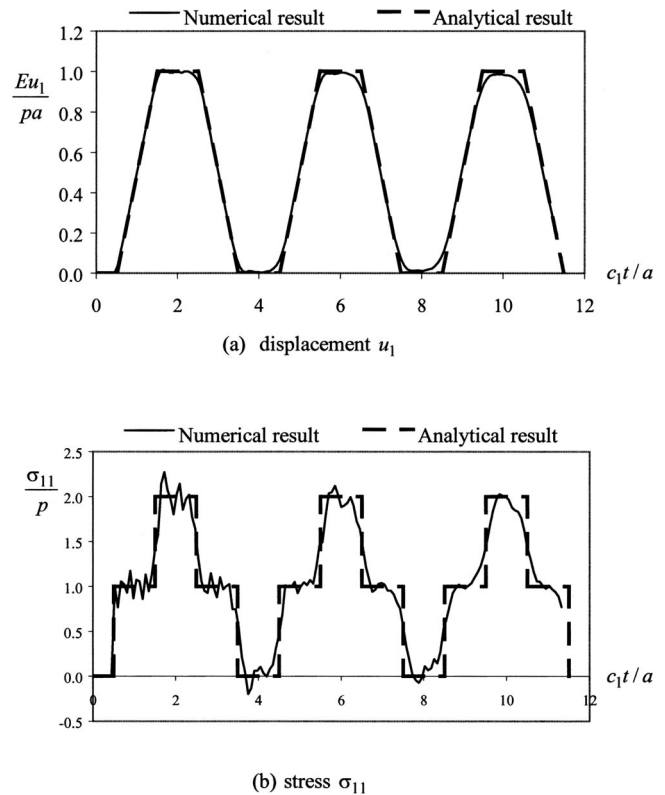 Numerical result Analytical result
1.2
Eu1
pa
1.0
0.8
0.6
0.4
0.2
0.0
0 2 4 6 8 10 12
c1t/a
(a) displacement u1
Numerical result Analytical result
2.5
σ11
p
2.0
1.5
1.0
0.5
0.0
-0.5
0 2 4 6 8 10 12
c1t/a
(b) stress σ11